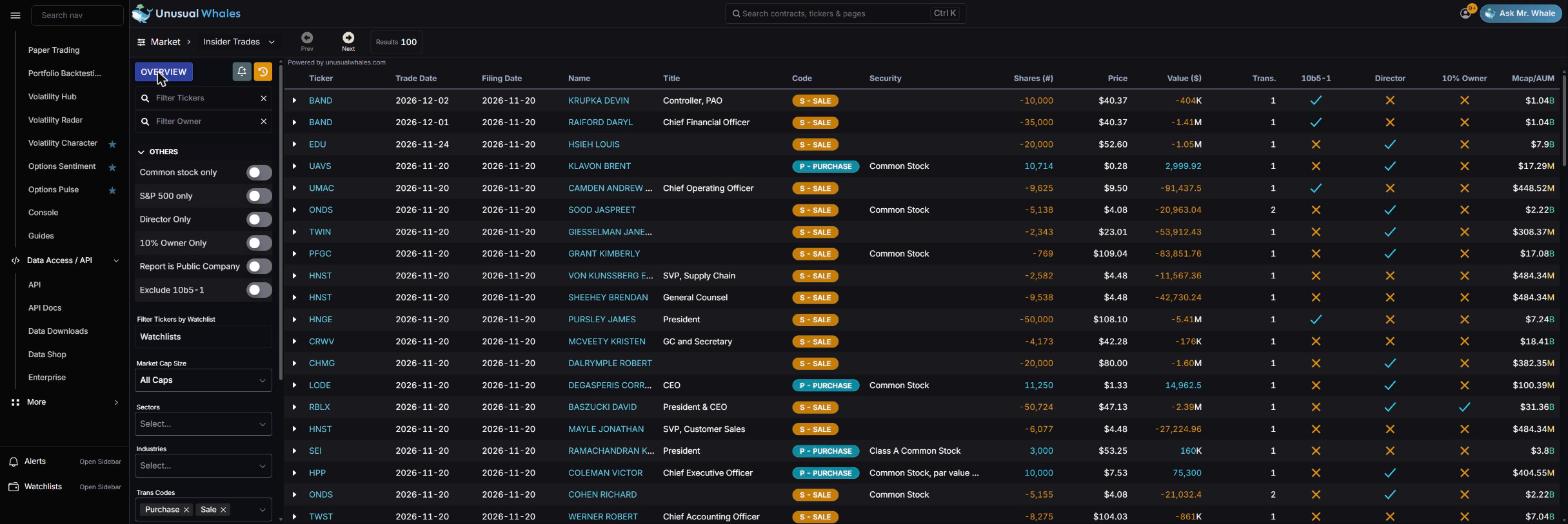 Search nav
Unusual Whales
Search contracts, tickers & pages
Ctrl K
9+
Ask Mr. Whale
Paper Trading
Portfolio Backtesti...
Volatility Hub
Volatility Radar
Volatility Character
Options Sentiment
Options Pulse
Console
Guides
Data Access / API
API
API Docs
Data Downloads
Data Shop
Enterprise
More
Alerts Open Sidebar
Watchlists Open Sidebar
Market > Insider Trades
Prev
Next
Results 100
OVERVIEW
Filter Tickers
Filter Owner
OTHERS
Common stock only
S&P 500 only
Director Only
10% Owner Only
Report is Public Company
Exclude 10b5-1
Filter Tickers by Watchlist
Watchlists
Market Cap Size
All Caps
Sectors
Select...
Industries
Select...
Trans Codes
Purchase × Sale ×
Powered by unusualwhales.com
Ticker Trade Date Filing Date Name Title Code Security Shares (#) Price Value ($) Trans. 10b5-1 Director 10% Owner Mcap/AUM
BAND 2026-12-02 2026-11-20 KRUPKA DEVIN Controller, PAO S - SALE -10,000 $40.37 -404K 1 $1.04B
BAND 2026-12-01 2026-11-20 RAIFORD DARYL Chief Financial Officer S - SALE -35,000 $40.37 -1.41M 1 $1.04B
EDU 2026-11-24 2026-11-20 HSIEH LOUIS S - SALE -20,000 $52.60 -1.05M 1 $7.9B
UAVS 2026-11-20 2026-11-20 KLAVON BRENT P - PURCHASE Common Stock 10,714 $0.28 2,999.92 1 $17.29M
UMAC 2026-11-20 2026-11-20 CAMDEN ANDREW ... Chief Operating Officer S - SALE -9,625 $9.50 -91,437.5 1 $448.52M
ONDS 2026-11-20 2026-11-20 SOOD JASPREET S - SALE Common Stock -5,138 $4.08 -20,963.04 2 $2.22B
TWIN 2026-11-20 2026-11-20 GIESSELMAN JANE... S - SALE -2,343 $23.01 -53,912.43 1 $308.37M
PFGC 2026-11-20 2026-11-20 GRANT KIMBERLY S - SALE Common Stock -769 $109.04 -83,851.76 1 $17.08B
HNST 2026-11-20 2026-11-20 VON KUNSSBERG E... SVP, Supply Chain S - SALE -2,582 $4.48 -11,567.36 1 $484.34M
HNST 2026-11-20 2026-11-20 SHEEHEY BRENDAN General Counsel S - SALE -9,538 $4.48 -42,730.24 1 $484.34M
HNGE 2026-11-20 2026-11-20 PURSLEY JAMES President S - SALE -50,000 $108.10 -5.41M 1 $7.24B
CRWV 2026-11-20 2026-11-20 MCVEETY KRISTEN GC and Secretary S - SALE -4,173 $42.28 -176K 1 $18.41B
CHMG 2026-11-20 2026-11-20 DALRYMPLE ROBERT S - SALE -20,000 $80.00 -1.60M 1 $382.35M
LODE 2026-11-20 2026-11-20 DEGASPERIS CORR... CEO P - PURCHASE Common Stock 11,250 $1.33 14,962.5 1 $100.39M
RBLX 2026-11-20 2026-11-20 BASZUCKI DAVID President & CEO S - SALE -50,724 $47.13 -2.39M 1 $31.36B
HNST 2026-11-20 2026-11-20 MAYLE JONATHAN SVP, Customer Sales S - SALE -6,077 $4.48 -27,224.96 1 $484.34M
SEI 2026-11-20 2026-11-20 RAMACHANDRAN K... President P - PURCHASE Class A Common Stock 3,000 $53.25 160K 1 $3.8B
HPP 2026-11-20 2026-11-20 COLEMAN VICTOR Chief Executive Officer P - PURCHASE Common Stock, par value ... 10,000 $7.53 75,300 1 $404.55M
ONDS 2026-11-20 2026-11-20 COHEN RICHARD S - SALE Common Stock -5,155 $4.08 -21,032.4 2 $2.22B
TWST 2026-11-20 2026-11-20 WERNER ROBERT Chief Accounting Officer S - SALE -8,275 $104.03 -861K 1 $7.04B